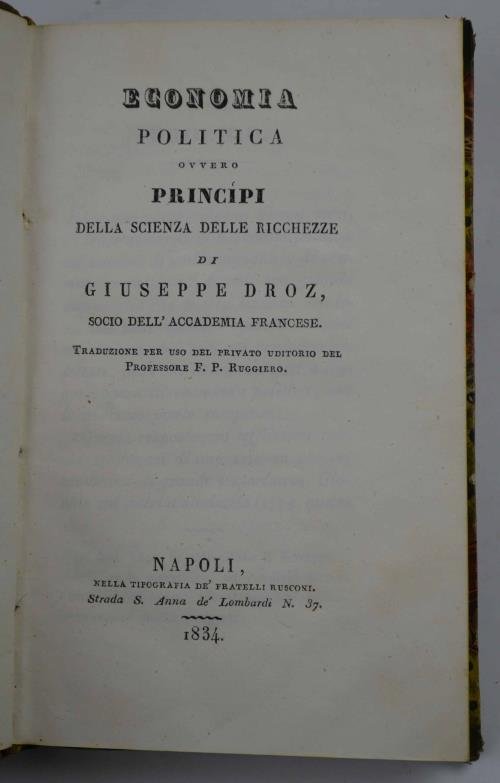 ECONOMIA
POLITICA
OVVERO
PRINCÍPI
DELLA SCIENZA DELLE RICCHEZZE
DI
GIUSEPPE DROZ,
SOCIO DELL' ACCADEMIA FRANCESE.
TRADUZIONE PER USO DEL PRIVATO UDITORIO DEL
PROFESSORE F. P. RUGGIERO.
NAPOLI,
NELLA TIPOGRAFIA DE' FRATELLI RUSCONI.
Strada S. Anna de' Lombardi N. 37.
1834.